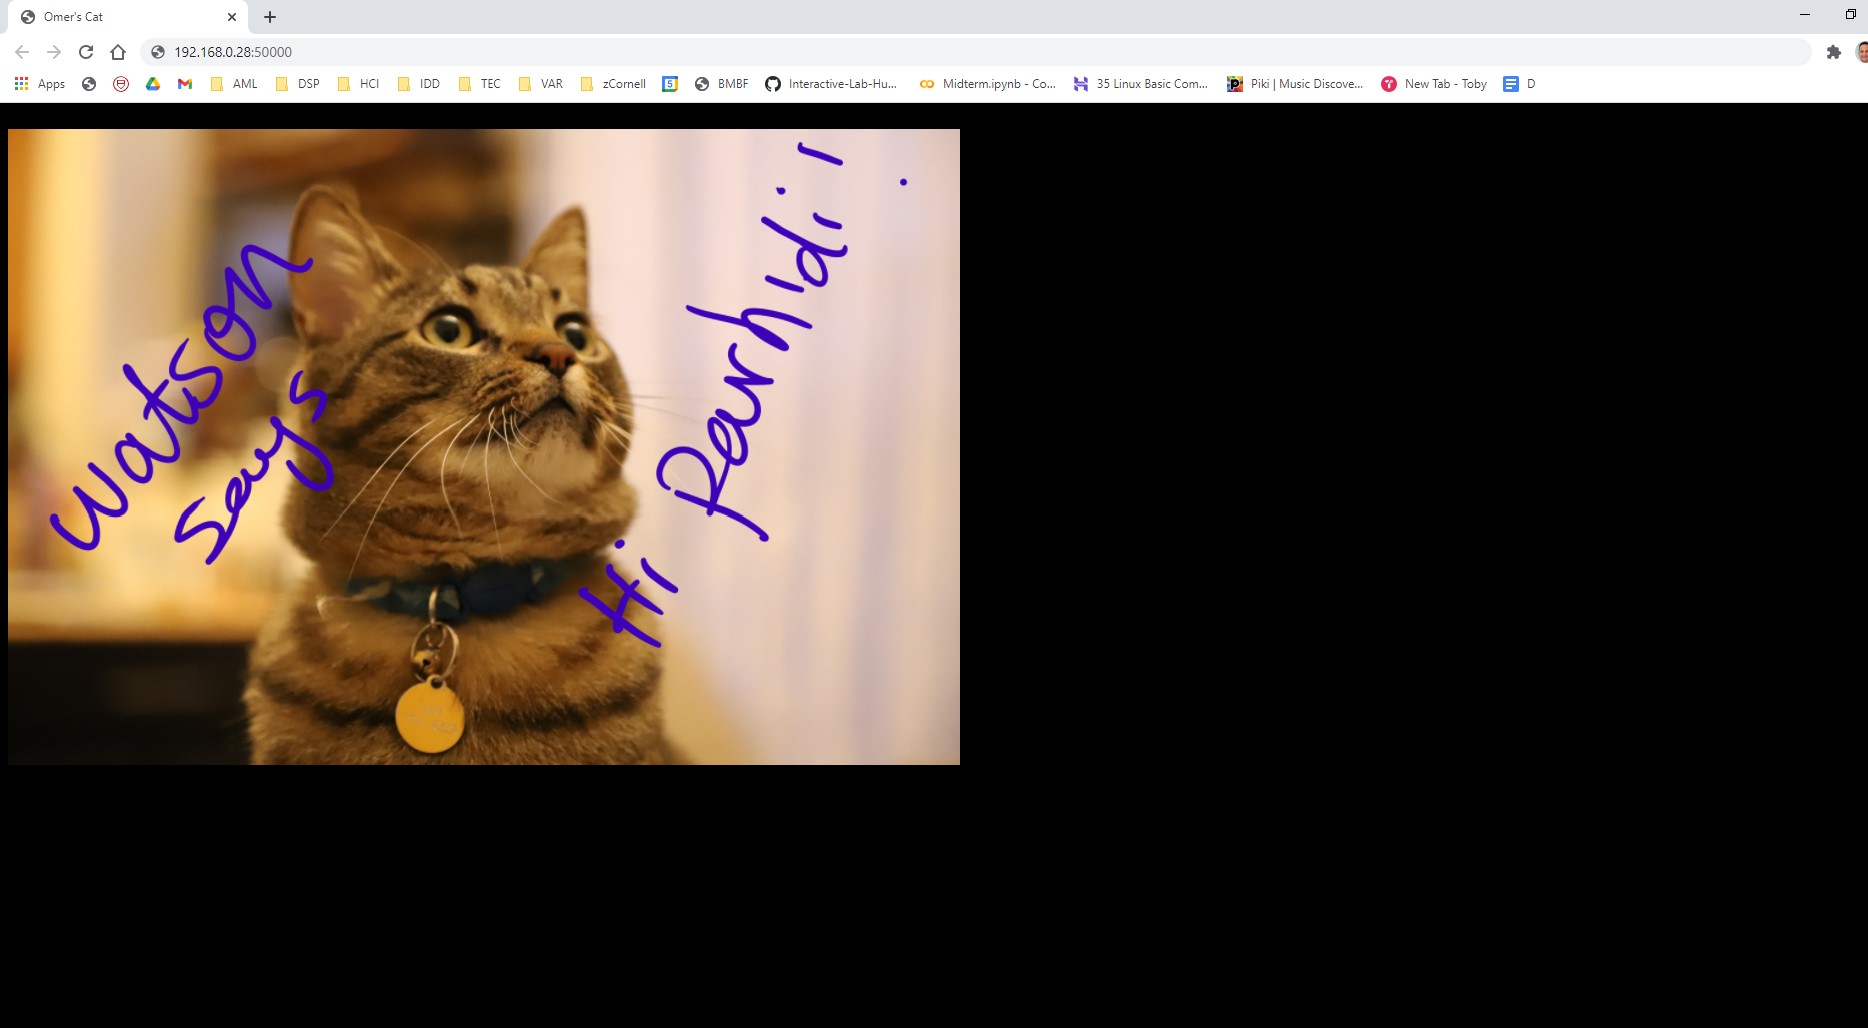 Omer's Cat
192.168.0.28:50000
Apps AML DSP HCI IDD TEC VAR zCornell 5 BMBF Interactive-Lab-Hu... Midterm.ipynb - Co... 35 Linux Basic Com... Piki | Music Discove... New Tab - Toby D
Watson
Says
Hi Parhidi!